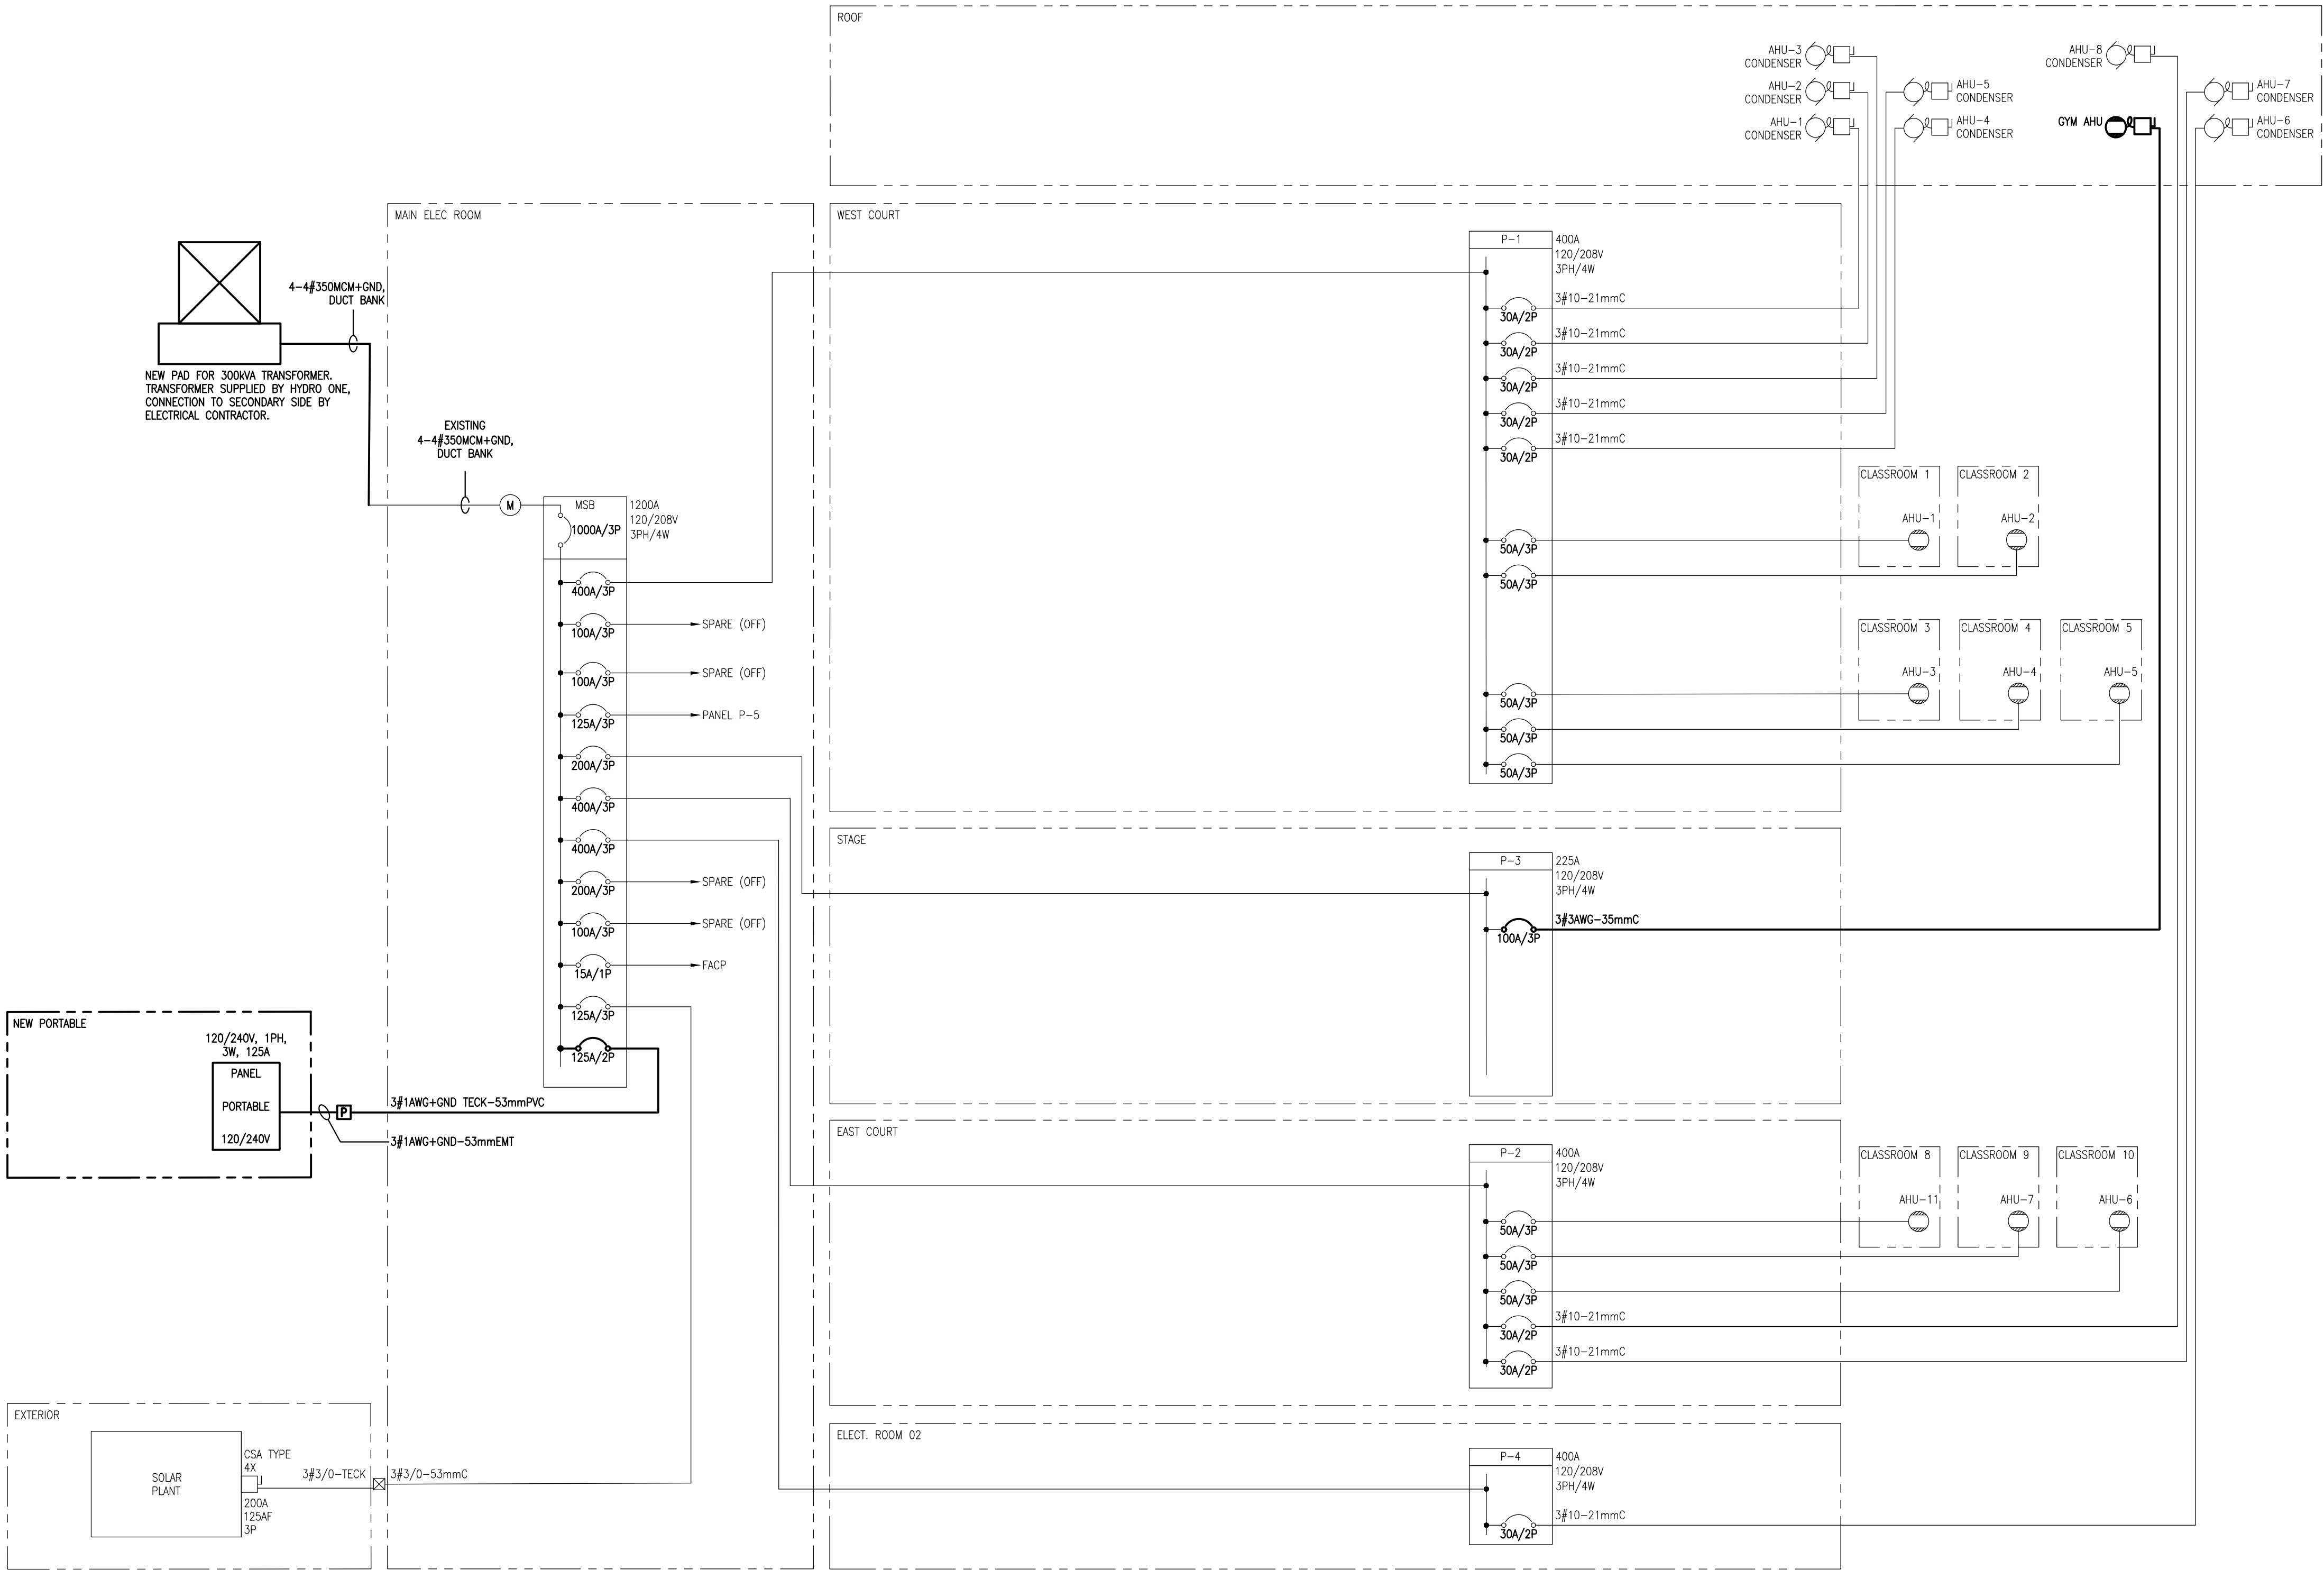 ROOF
AHU-3
CONDENSER
AHU-2
CONDENSER
AHU-1
CONDENSER
AHU-5
CONDENSER
AHU-4
CONDENSER
AHU-8
CONDENSER
GYM AHU
AHU-7
CONDENSER
AHU-6
CONDENSER
MAIN ELEC ROOM
4-4#350MCM+GND,
DUCT BANK
NEW PAD FOR 300kVA TRANSFORMER.
TRANSFORMER SUPPLIED BY HYDRO ONE,
CONNECTION TO SECONDARY SIDE BY
ELECTRICAL CONTRACTOR.
EXISTING
4-4#350MCM+GND,
DUCT BANK
M
MSB
1000A/3P
1200A
120/208V
3PH/4W
400A/3P
100A/3P
SPARE (OFF)
100A/3P
SPARE (OFF)
125A/3P
PANEL P-5
200A/3P
400A/3P
400A/3P
200A/3P
SPARE (OFF)
100A/3P
SPARE (OFF)
15A/1P
FACP
125A/3P
125A/2P
WEST COURT
P-1
400A
120/208V
3PH/4W
3#10-21mmC
30A/2P
3#10-21mmC
30A/2P
3#10-21mmC
30A/2P
3#10-21mmC
30A/2P
3#10-21mmC
30A/2P
50A/3P
50A/3P
50A/3P
50A/3P
50A/3P
CLASSROOM 1
AHU-1
CLASSROOM 2
AHU-2
CLASSROOM 3
AHU-3
CLASSROOM 4
AHU-4
CLASSROOM 5
AHU-5
STAGE
P-3
225A
120/208V
3PH/4W
3#3AWG-35mmC
100A/3P
NEW PORTABLE
120/240V, 1PH,
3W, 125A
PANEL
PORTABLE
120/240V
P
3#1AWG+GND TECK-53mmPVC
3#1AWG+GND-53mmEMT
EAST COURT
P-2
400A
120/208V
3PH/4W
50A/3P
50A/3P
50A/3P
3#10-21mmC
30A/2P
3#10-21mmC
30A/2P
CLASSROOM 8
AHU-11
CLASSROOM 9
AHU-7
CLASSROOM 10
AHU-6
EXTERIOR
SOLAR
PLANT
CSA TYPE
4X
200A
125AF
3P
3#3/0-TECK
3#3/0-53mmC
ELECT. ROOM 02
P-4
400A
120/208V
3PH/4W
3#10-21mmC
30A/2P